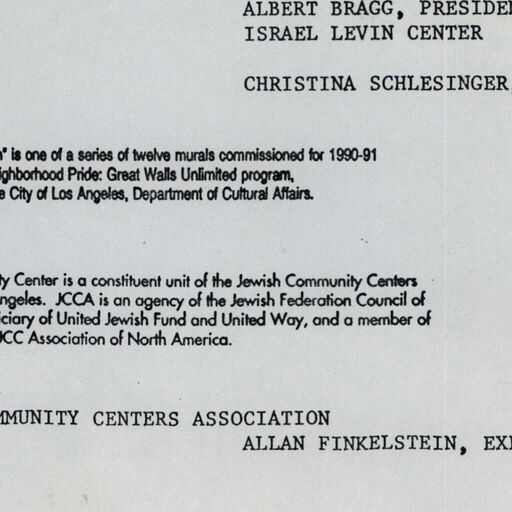 ALBERT BRAGG, PRESIDE
ISRAEL LEVIN CENTER
CHRISTINA SCHLESINGER
" is one of a series of twelve murals commissioned for 1990-91
ighborhood Pride: Great Walls Unlimited program,
e City of Los Angeles, Department of Cultural Affairs.
ty Center is a constituent unit of the Jewish Community Centers
ngeles. JCCA is an agency of the Jewish Federation Council of
ciary of United Jewish Fund and United Way, and a member of
JCC Association of North America.
MMUNITY CENTERS ASSOCIATION
ALLAN FINKELSTEIN, EX